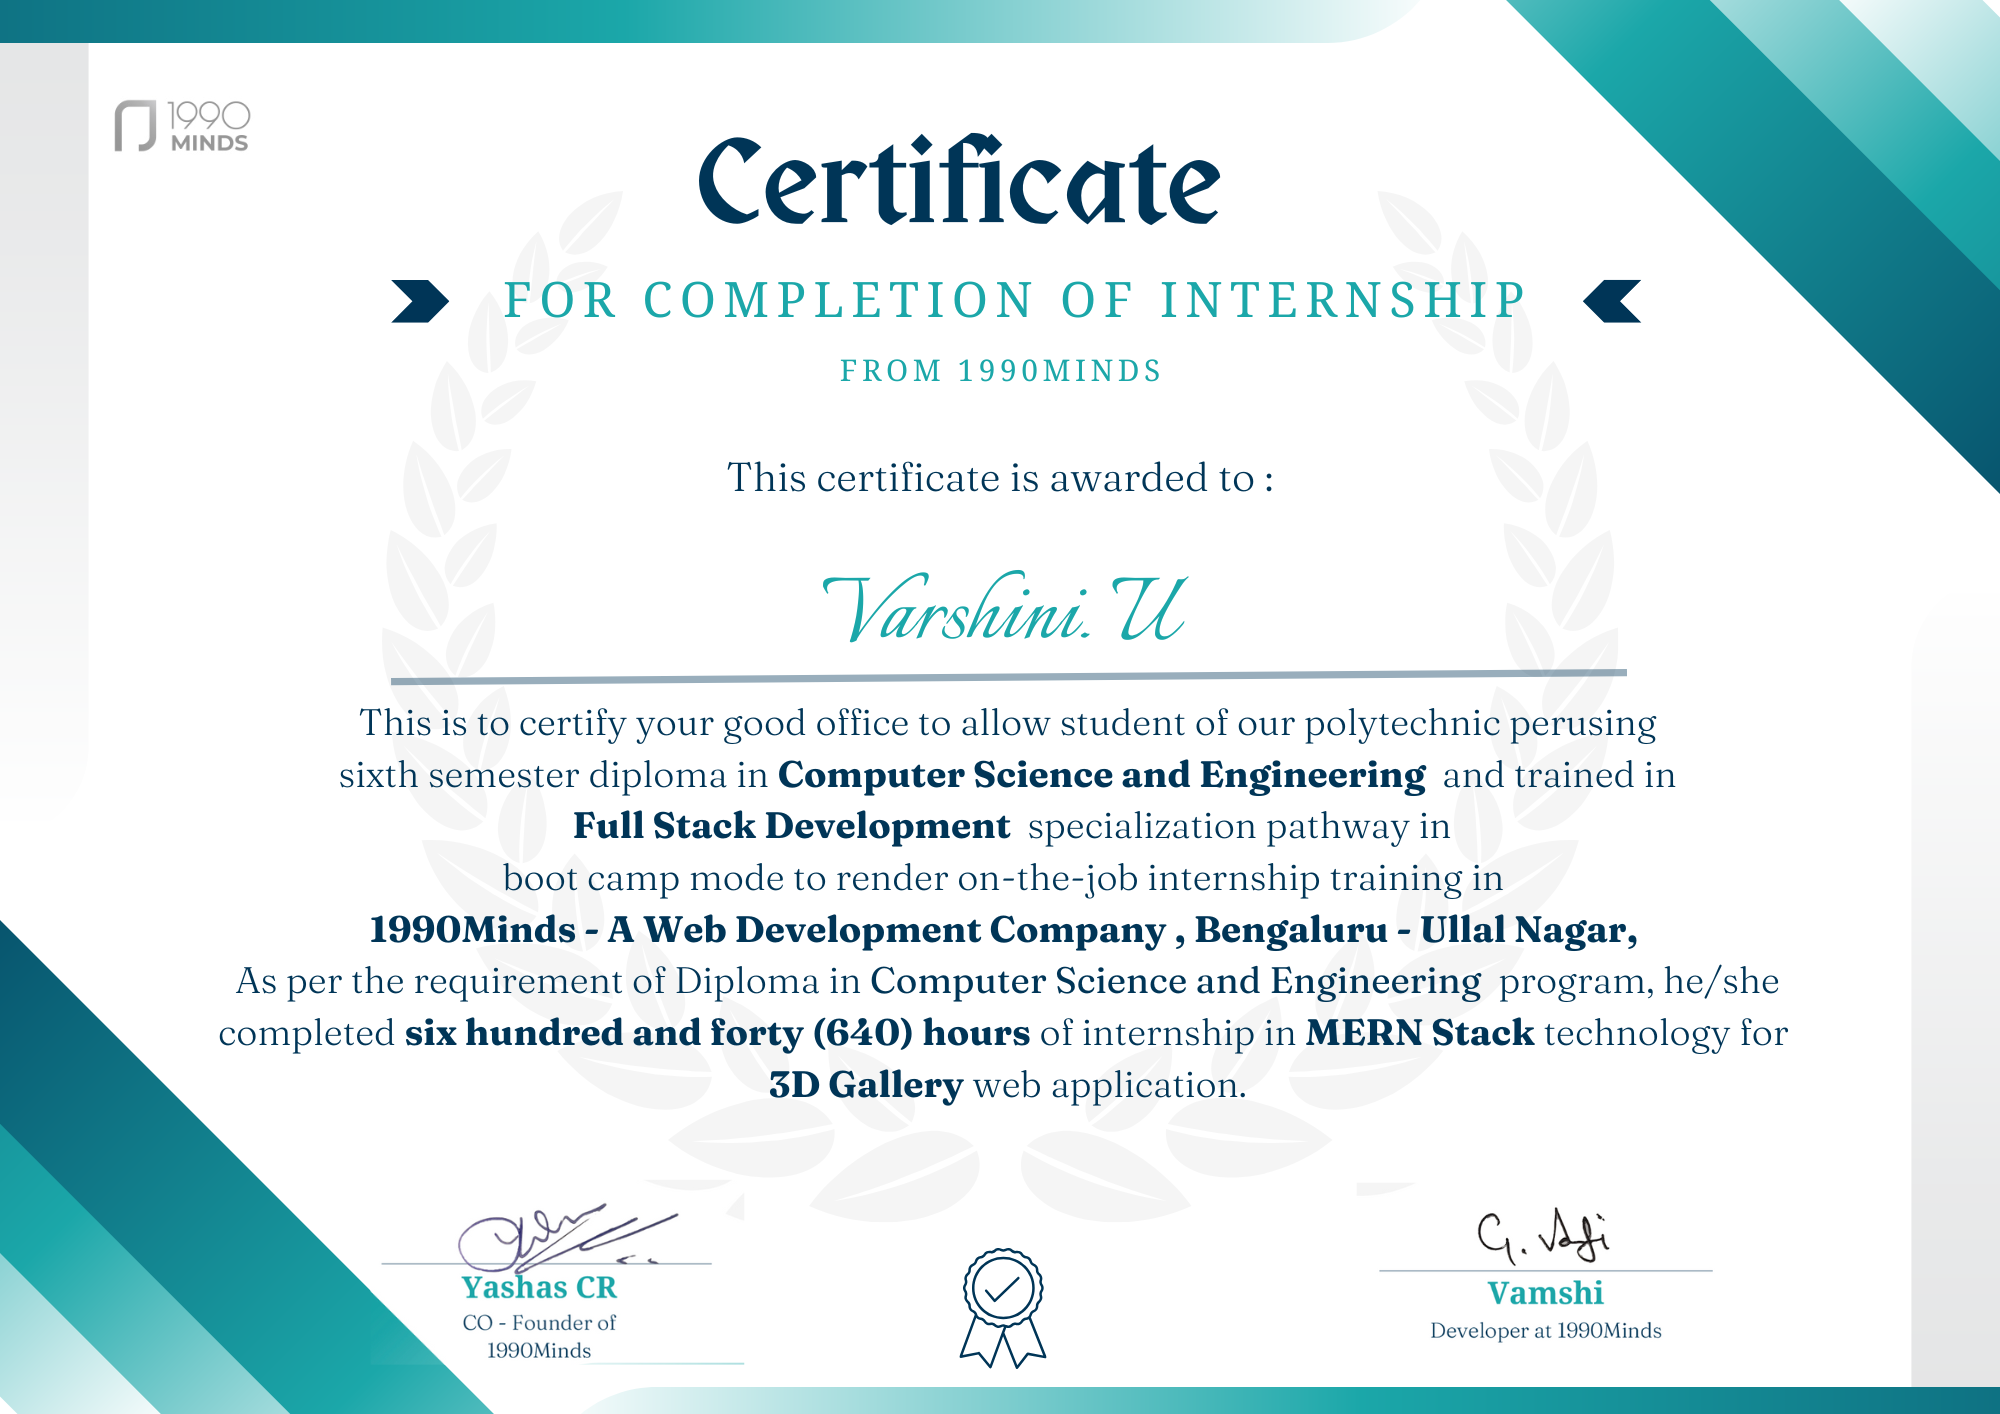 1990
MINDS
Certificate
FOR COMPLETION OF INTERNSHIP
FROM 1990MINDS
This certificate is awarded to :
Varshini. U
This is to certify your good office to allow student of our polytechnic perusing
sixth semester diploma in Computer Science and Engineering and trained in
Full Stack Development specialization pathway in
boot camp mode to render on-the-job internship training in
1990Minds - A Web Development Company , Bengaluru - Ullal Nagar,
As per the requirement of Diploma in Computer Science and Engineering program, he/she
completed six hundred and forty (640) hours of internship in MERN Stack technology for
3D Gallery web application.
Yashas CR
CO - Founder of
1990Minds
Vamshi
Developer at 1990Minds